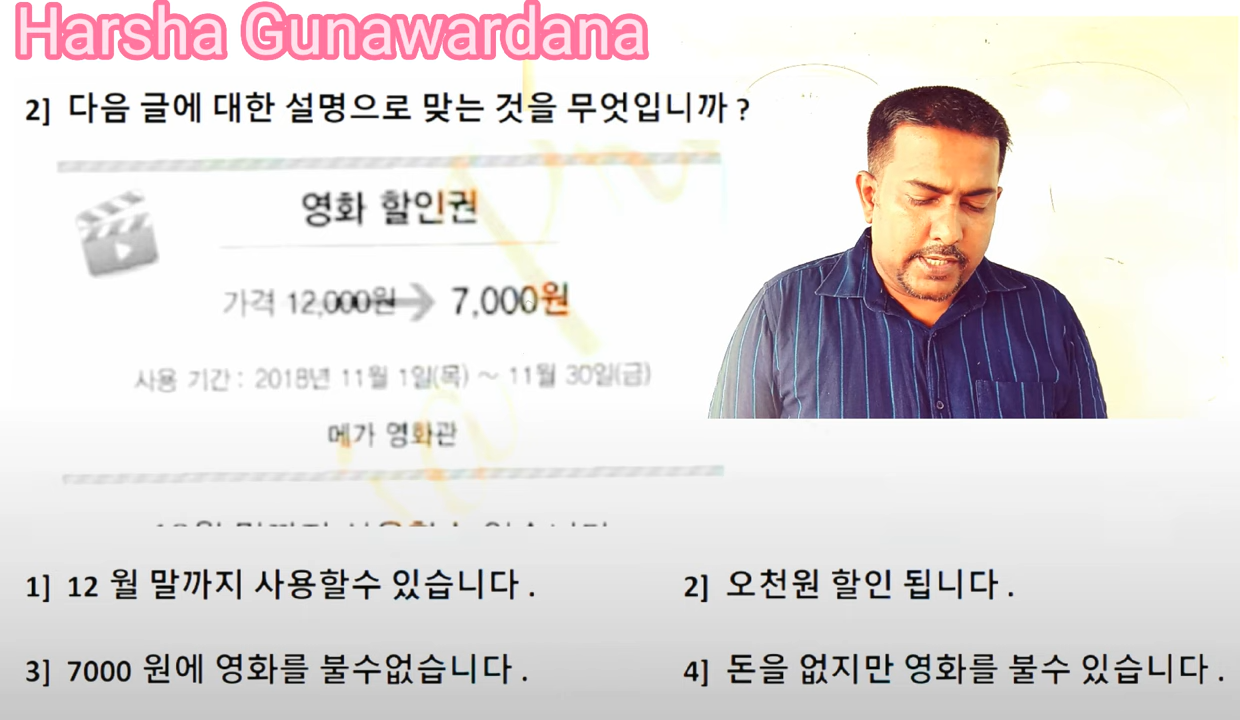 Harsha Gunawardana
2] 다음 글에 대한 설명으로 맞는 것을 무엇입니까 ?
영화 할인권
가격 12,000원 → 7,000원
사용 기간 : 2018년 11월 1일(목) ~ 11월 30일(금)
메가 영화관
1] 12 월 말까지 사용할수 있습니다 .
2] 오천원 할인 됩니다 .
3] 7000 원에 영화를 불수없습니다 .
4] 돈을 없지만 영화를 불수 있습니다 .